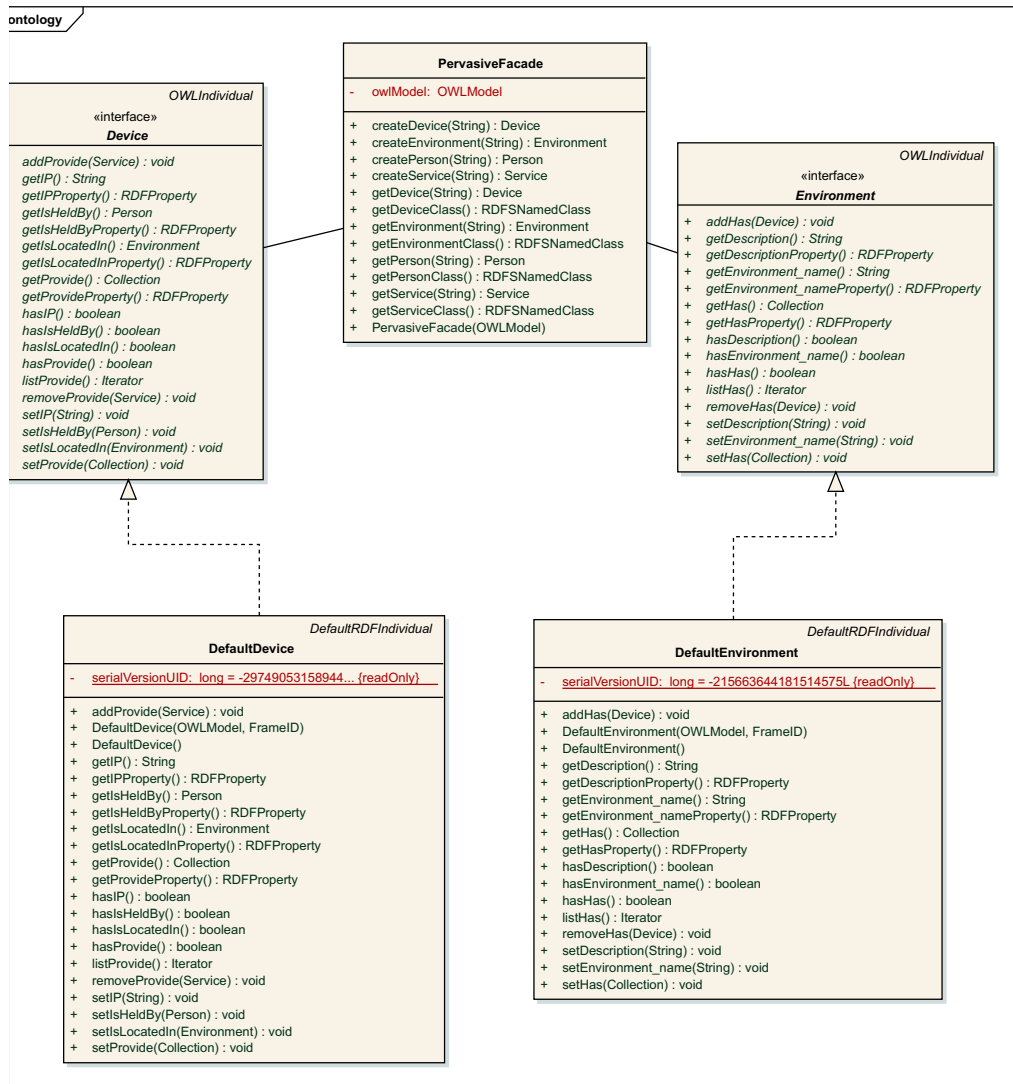 ontology
PervasiveFacade
- owlModel: OWLModel
+ createDevice(String) : Device
+ createEnvironment(String) : Environment
+ createPerson(String) : Person
+ createService(String) : Service
+ getDevice(String) : Device
+ getDeviceClass() : RDFSNamedClass
+ getEnvironment(String) : Environment
+ getEnvironmentClass() : RDFSNamedClass
+ getPerson(String) : Person
+ getPersonClass() : RDFSNamedClass
+ getService(String) : Service
+ getServiceClass() : RDFSNamedClass
+ PervasiveFacade(OWLModel)
OWLIndividual
«interface»
Device
addProvide(Service) : void
getIP() : String
getIPProperty() : RDFProperty
getIsHeldBy() : Person
getIsHeldByProperty() : RDFProperty
getIsLocatedIn() : Environment
getIsLocatedInProperty() : RDFProperty
getProvide() : Collection
getProvideProperty() : RDFProperty
hasIP() : boolean
hasIsHeldBy() : boolean
hasIsLocatedIn() : boolean
hasProvide() : boolean
listProvide() : Iterator
removeProvide(Service) : void
setIP(String) : void
setIsHeldBy(Person) : void
setIsLocatedIn(Environment) : void
setProvide(Collection) : void
OWLIndividual
«interface»
Environment
+ addHas(Device) : void
+ getDescription() : String
+ getDescriptionProperty() : RDFProperty
+ getEnvironment_name() : String
+ getEnvironment_nameProperty() : RDFProperty
+ getHas() : Collection
+ getHasProperty() : RDFProperty
+ hasDescription() : boolean
+ hasEnvironment_name() : boolean
+ hasHas() : boolean
+ listHas() : Iterator
+ removeHas(Device) : void
+ setDescription(String) : void
+ setEnvironment_name(String) : void
+ setHas(Collection) : void
DefaultRDFIndividual
DefaultDevice
- serialVersionUID: long = -29749053158944... {readOnly}
+ addProvide(Service) : void
+ DefaultDevice(OWLModel, FrameID)
+ DefaultDevice()
+ getIP() : String
+ getIPProperty() : RDFProperty
+ getIsHeldBy() : Person
+ getIsHeldByProperty() : RDFProperty
+ getIsLocatedIn() : Environment
+ getIsLocatedInProperty() : RDFProperty
+ getProvide() : Collection
+ getProvideProperty() : RDFProperty
+ hasIP() : boolean
+ hasIsHeldBy() : boolean
+ hasIsLocatedIn() : boolean
+ hasProvide() : boolean
+ listProvide() : Iterator
+ removeProvide(Service) : void
+ setIP(String) : void
+ setIsHeldBy(Person) : void
+ setIsLocatedIn(Environment) : void
+ setProvide(Collection) : void
DefaultRDFIndividual
DefaultEnvironment
- serialVersionUID: long = -215663644181514575L {readOnly}
+ addHas(Device) : void
+ DefaultEnvironment(OWLModel, FrameID)
+ DefaultEnvironment()
+ getDescription() : String
+ getDescriptionProperty() : RDFProperty
+ getEnvironment_name() : String
+ getEnvironment_nameProperty() : RDFProperty
+ getHas() : Collection
+ getHasProperty() : RDFProperty
+ hasDescription() : boolean
+ hasEnvironment_name() : boolean
+ hasHas() : boolean
+ listHas() : Iterator
+ removeHas(Device) : void
+ setDescription(String) : void
+ setEnvironment_name(String) : void
+ setHas(Collection) : void